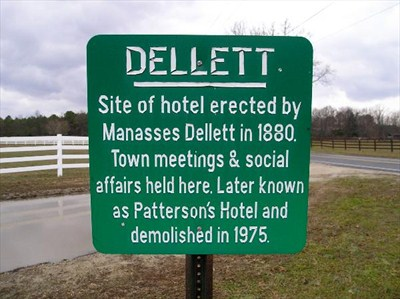 DELLETT
Site of hotel erected by
Manasses Dellett in 1880.
Town meetings & social
affairs held here. Later known
as Patterson's Hotel and
demolished in 1975.